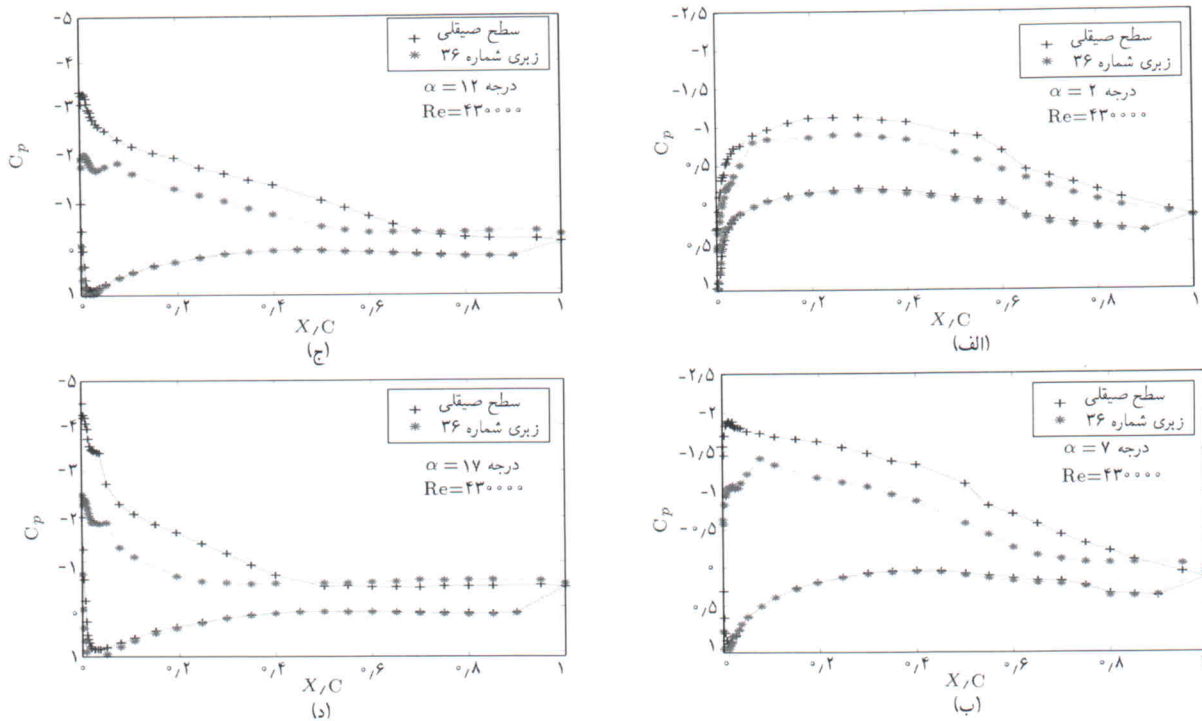 -۲٫۵
-۲
-۱٫۵
-۱
۰٫۵
۰
۰٫۵
۱
C_p
سطح صیقلی
زبری شماره ۳۶
درجه α = ۲
Re=۴۳۰۰۰۰
۰ ۰٫۲ ۰٫۴ ۰٫۶ ۰٫۸ ۱
X/C
(الف)
-۵
-۴
-۳
-۲
-۱
۰
۱
C_p
سطح صیقلی
زبری شماره ۳۶
درجه α = ۱۲
Re=۴۳۰۰۰۰
۰ ۰٫۲ ۰٫۴ ۰٫۶ ۰٫۸ ۱
X/C
(ج)
-۲٫۵
-۲
-۱٫۵
-۱
-۰٫۵
۰
۰٫۵
۱
C_p
سطح صیقلی
زبری شماره ۳۶
درجه α = ۷
Re=۴۳۰۰۰۰
۰ ۰٫۲ ۰٫۴ ۰٫۶ ۰٫۸ ۱
X/C
(ب)
-۵
-۴
-۳
-۲
-۱
۰
۱
C_p
سطح صیقلی
زبری شماره ۳۶
درجه α = ۱۷
Re=۴۳۰۰۰۰
۰ ۰٫۲ ۰٫۴ ۰٫۶ ۰٫۸ ۱
X/C
(د)